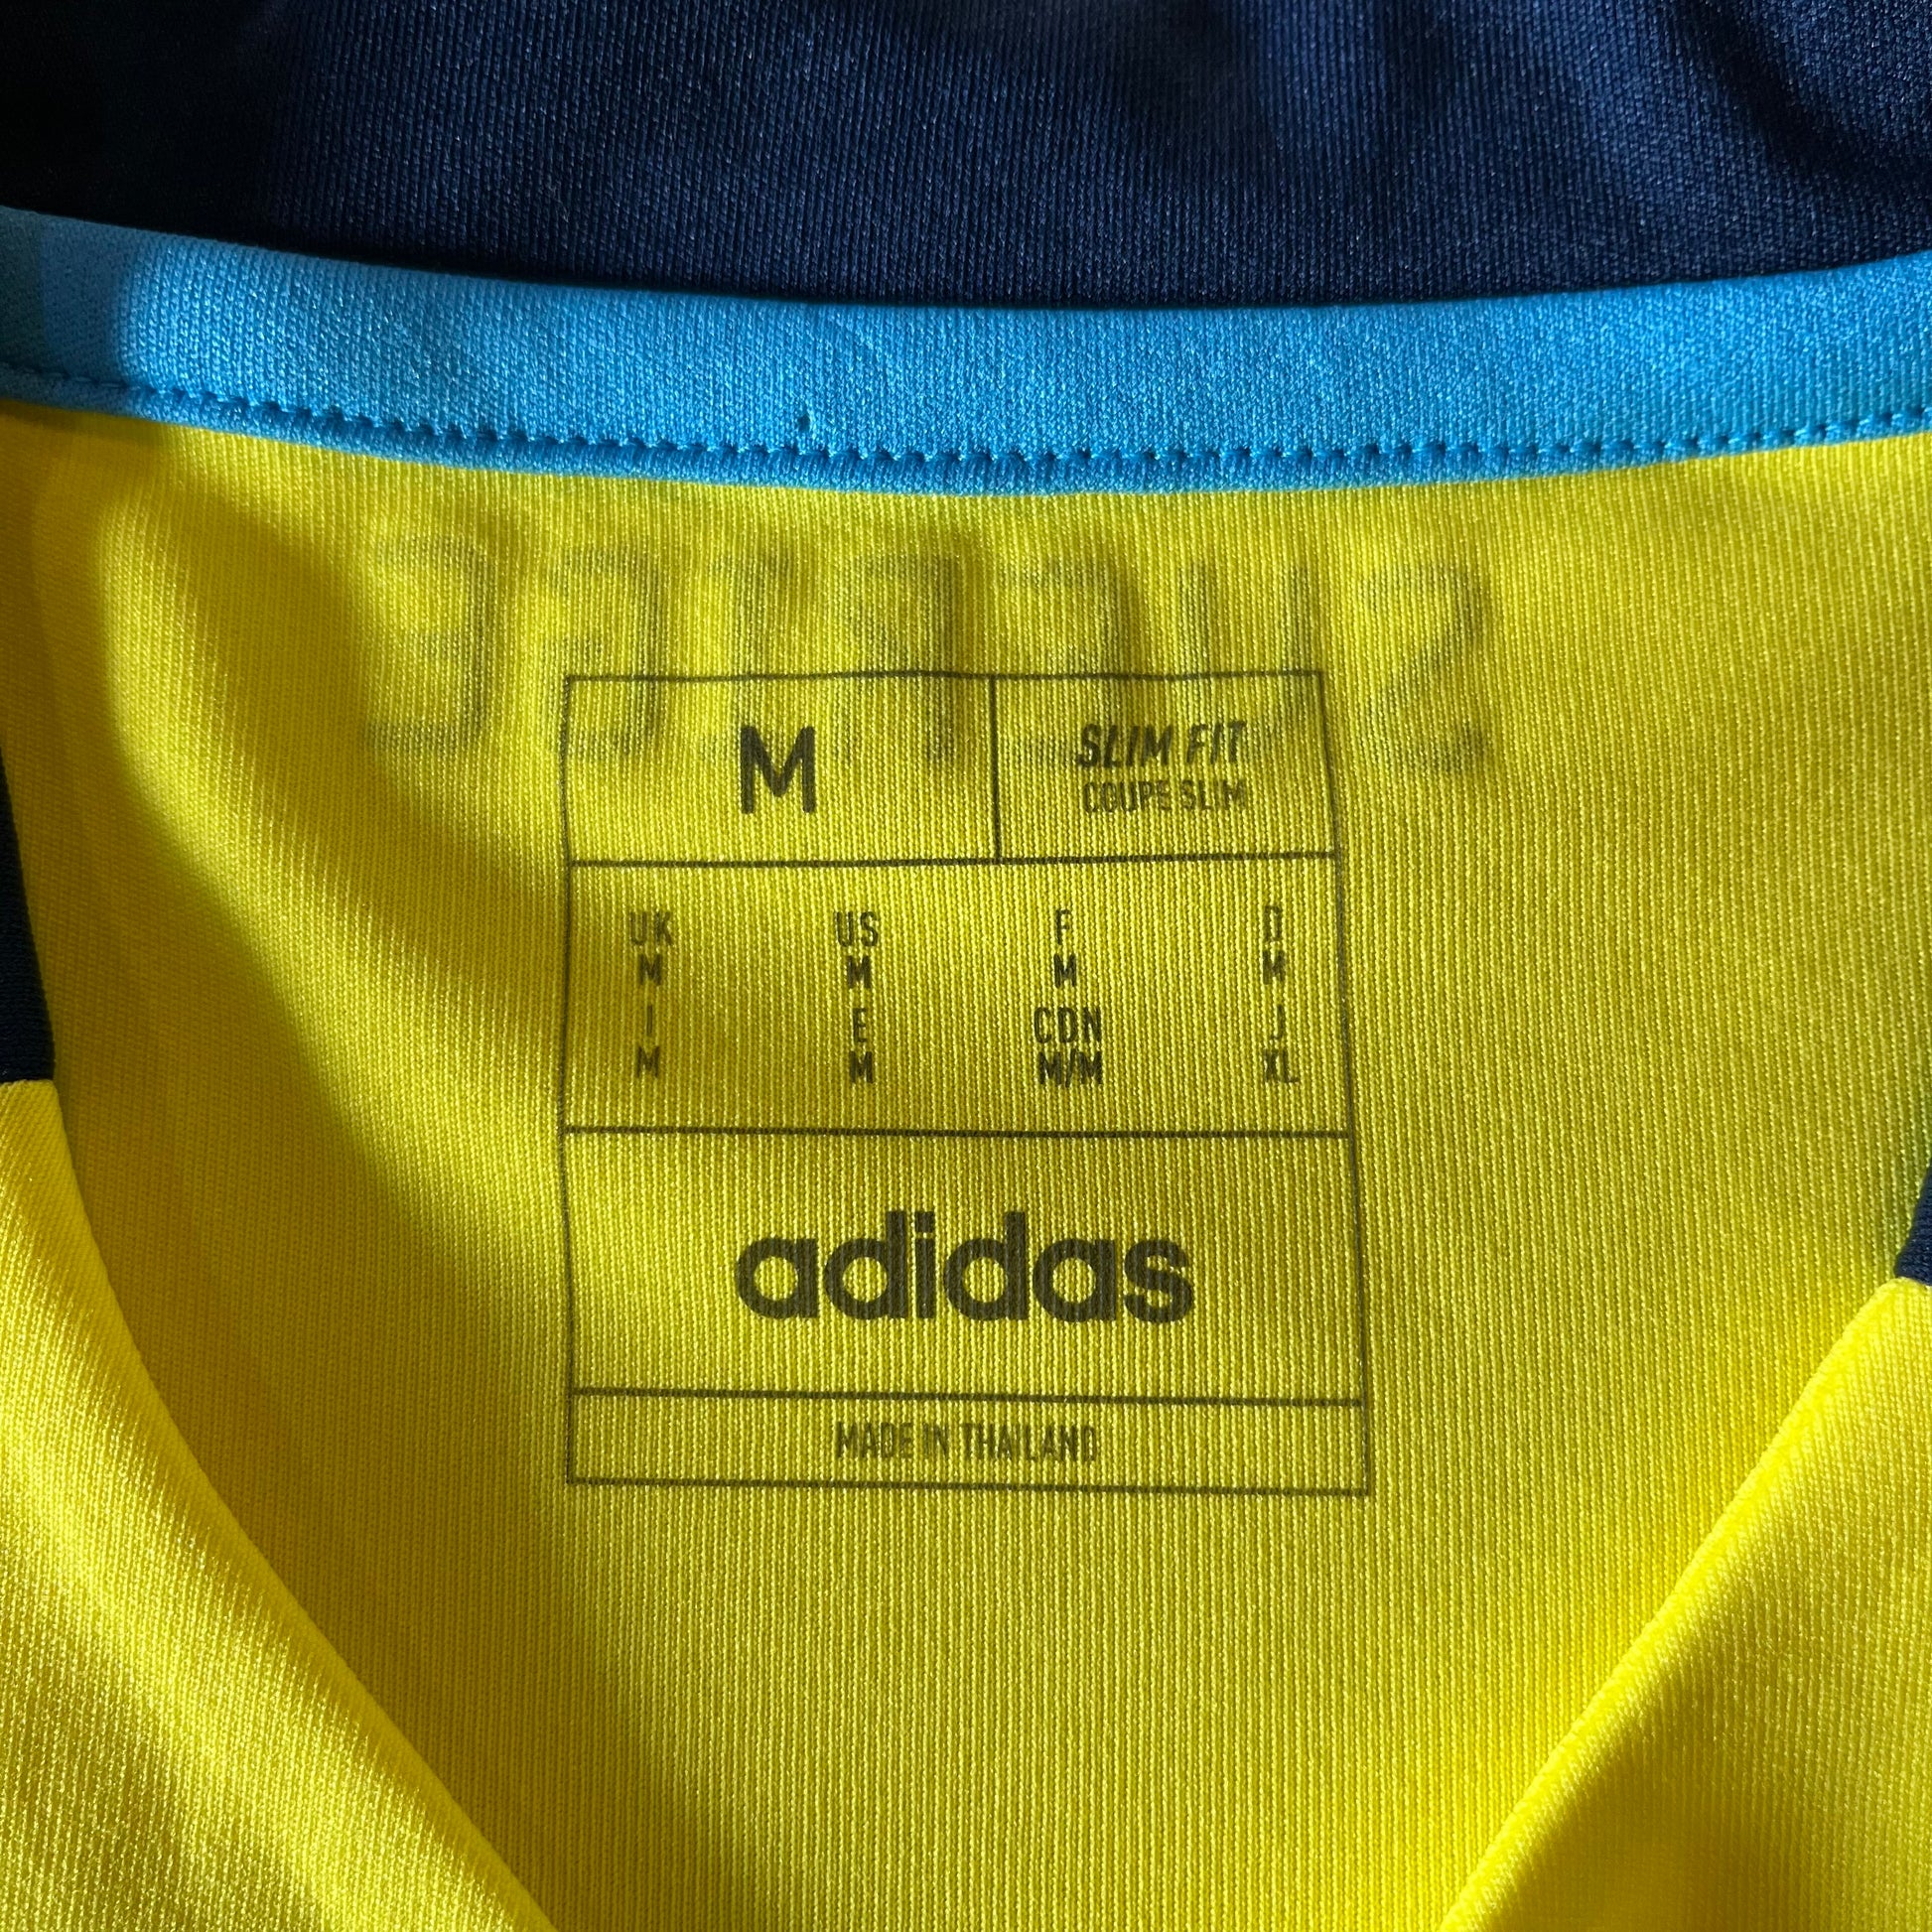 M
SLIM FIT
COUPE SLIM
UK US F D
M M M M
I E CDN J
M M M/M XL
adidas
MADE IN THAILAND